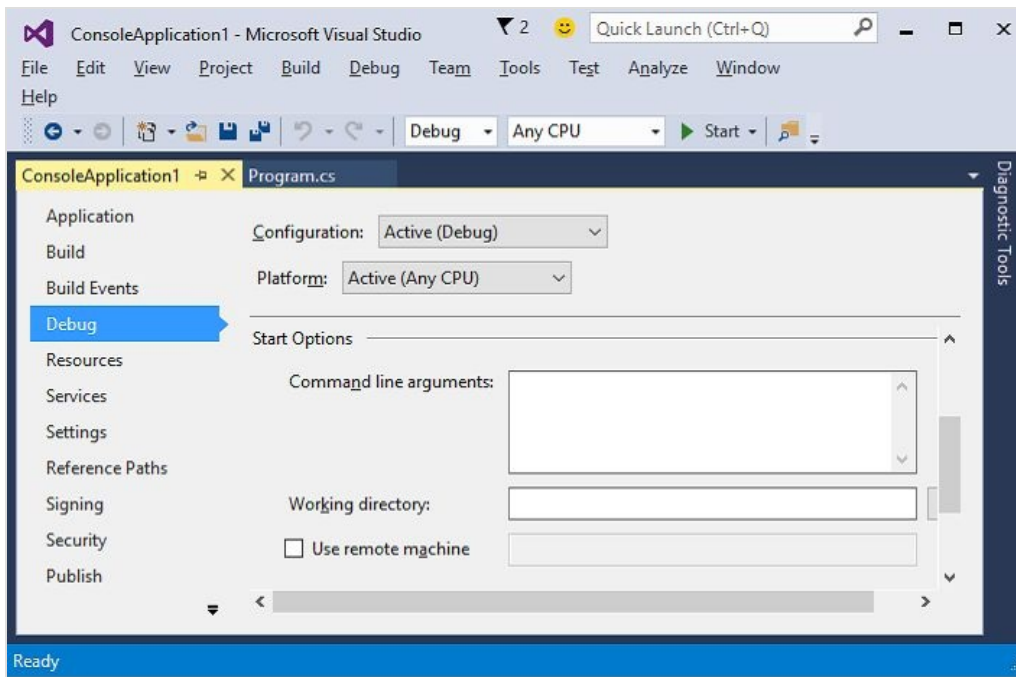 ConsoleApplication1 - Microsoft Visual Studio 2 Quick Launch (Ctrl+Q)
File Edit View Project Build Debug Team Tools Test Analyze Window
Help
Debug Any CPU Start
ConsoleApplication1 Program.cs
Diagnostic Tools
Application
Build
Build Events
Debug
Resources
Services
Settings
Reference Paths
Signing
Security
Publish
Configuration: Active (Debug)
Platform: Active (Any CPU)
Start Options
Command line arguments:
Working directory:
Use remote machine
Ready